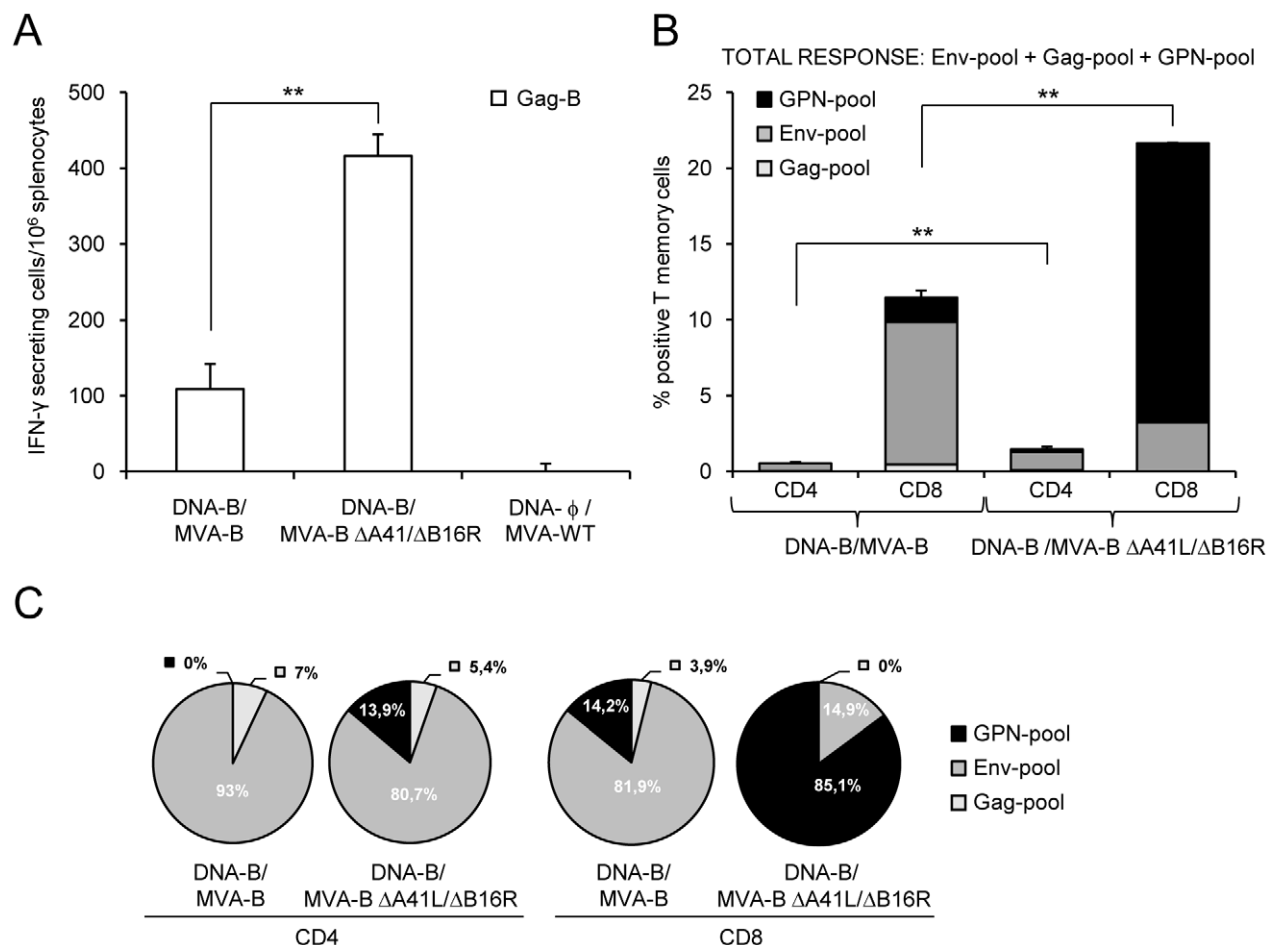 A
IFN-γ secreting cells/10⁶ splenocytes
500
400
300
200
100
0
**
Gag-B
DNA-B/
MVA-B
DNA-B/
MVA-B ΔA41/ΔB16R
DNA- ϕ /
MVA-WT
B
TOTAL RESPONSE: Env-pool + Gag-pool + GPN-pool
% positive T memory cells
25
20
15
10
5
0
GPN-pool
Env-pool
Gag-pool
**
**
CD4
CD8
CD4
CD8
DNA-B/MVA-B
DNA-B /MVA-B ΔA41L/ΔB16R
C
0%
7%
93%
DNA-B/
MVA-B
5,4%
13,9%
80,7%
DNA-B/
MVA-B ΔA41L/ΔB16R
CD4
3,9%
14,2%
81,9%
DNA-B/
MVA-B
0%
14,9%
85,1%
DNA-B/
MVA-B ΔA41L/ΔB16R
CD8
GPN-pool
Env-pool
Gag-pool